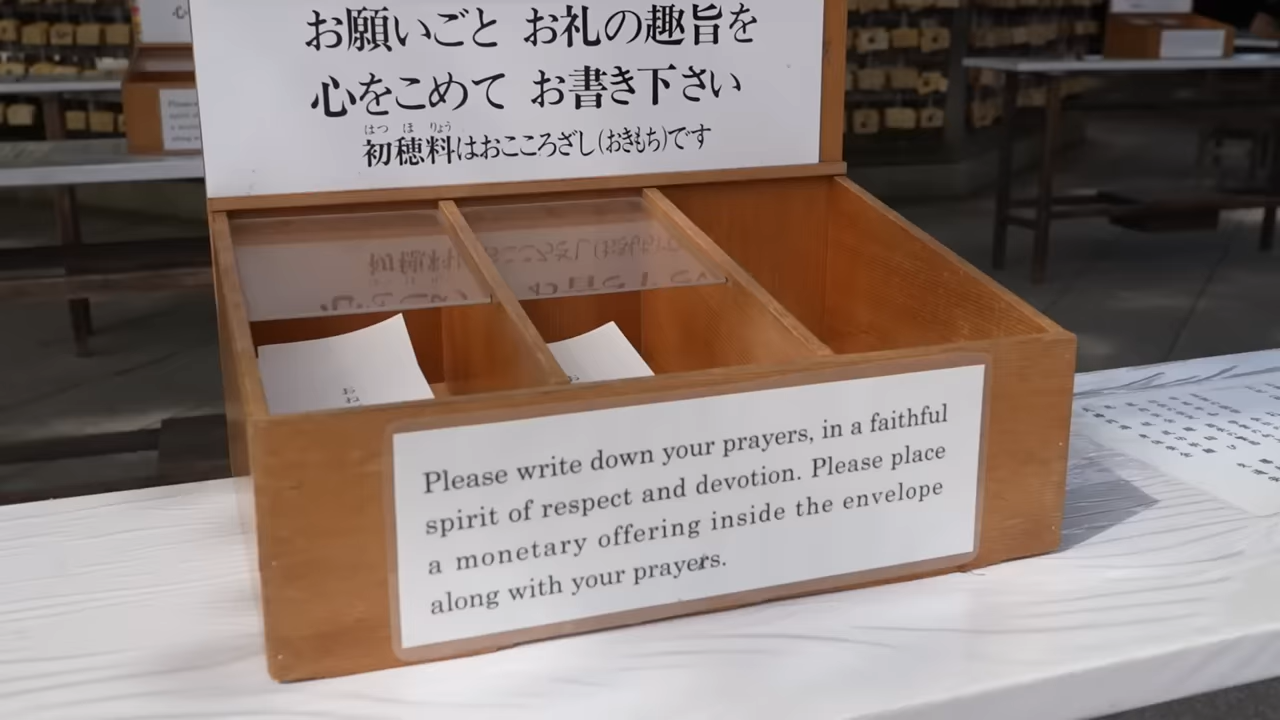 お願いごと お礼の趣旨を
心をこめて お書き下さい
はつ ほ りょう
初穂料はおこころざし(おきもち)です
Please write down your prayers, in a faithful
spirit of respect and devotion. Please place
a monetary offering inside the envelope
along with your prayers.